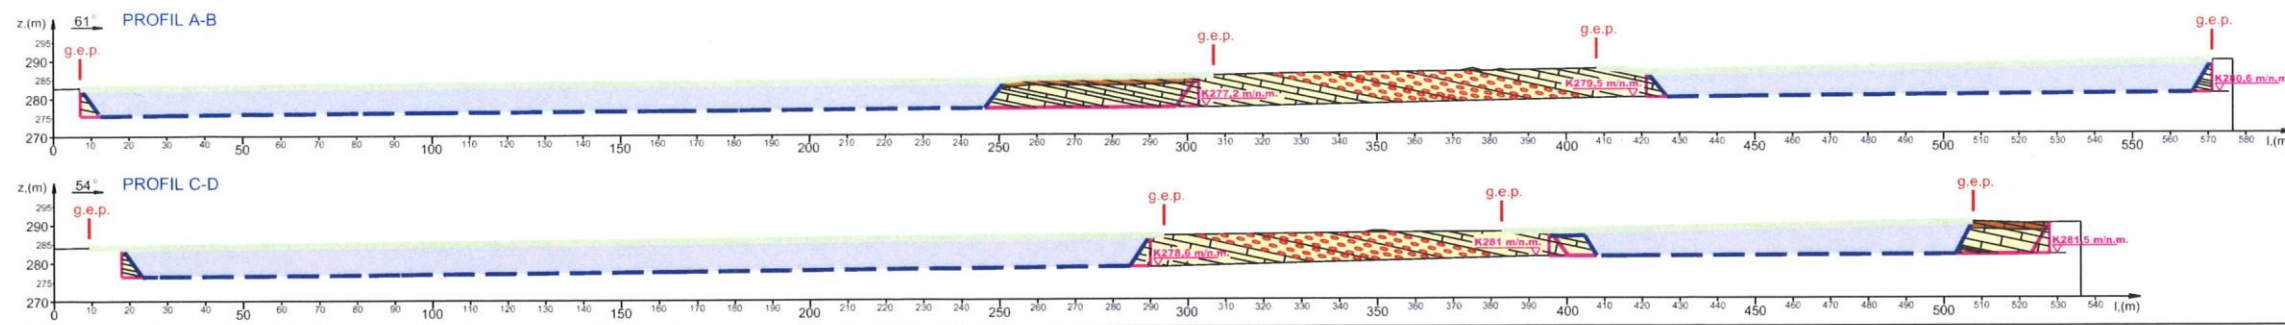 z,(m) 61° PROFIL A-B
g.e.p. g.e.p. g.e.p. g.e.p.
295
290
285
280
275
270
K277,2 m/n.m. K279,5 m/n.m. K280,6 m/n.m
0 10 20 30 40 50 60 70 80 90 100 110 120 130 140 150 160 170 180 190 200 210 220 230 240 250 260 270 280 290 300 310 320 330 340 350 360 370 380 390 400 410 420 430 440 450 460 470 480 490 500 510 520 530 540 550 560 570 580 l,(m
z,(m) 54° PROFIL C-D
g.e.p. g.e.p. g.e.p. g.e.p.
295
290
285
280
275
270
K278,6 m/n.m. K281 m/n.m. K281,5 m/n.m.
0 10 20 30 40 50 60 70 80 90 100 110 120 130 140 150 160 170 180 190 200 210 220 230 240 250 260 270 280 290 300 310 320 330 340 350 360 370 380 390 400 410 420 430 440 450 460 470 480 490 500 510 520 530 540 l,(m)